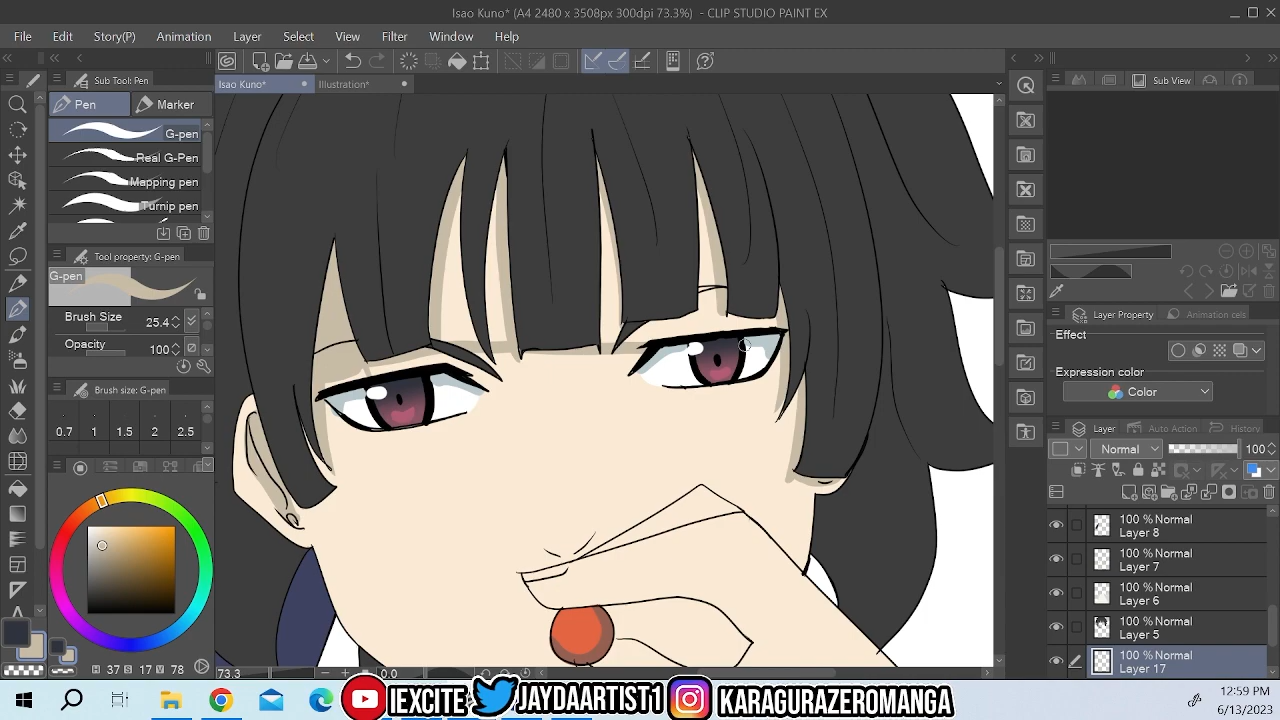 Isao Kuno* (A4 2480 x 3508px 300dpi 73.3%) - CLIP STUDIO PAINT EX
File Edit Story(P) Animation Layer Select View Filter Window Help
Sub Tool: Pen
Isao Kuno*
Illustration*
Sub View
Pen
Marker
G-pen
Real G-Pen
Mapping pen
Turnip pen
Tool property: G-pen
G-pen
Brush Size 25.4
Opacity 100
Brush size: G-pen
0.7 1 1.5 2 2.5
H 37 S 17 V 78
73.3
0.0
Layer Property
Animation cels
Effect
Expression color
Color
Layer
Auto Action
History
Normal
100
100 % Normal
Layer 8
100 % Normal
Layer 7
100 % Normal
Layer 6
100 % Normal
Layer 5
100 % Normal
Layer 17
IEXCITE
JAYDAARTIST1
KARAGURAZEROMANGA
12:59 PM
6/13/2023